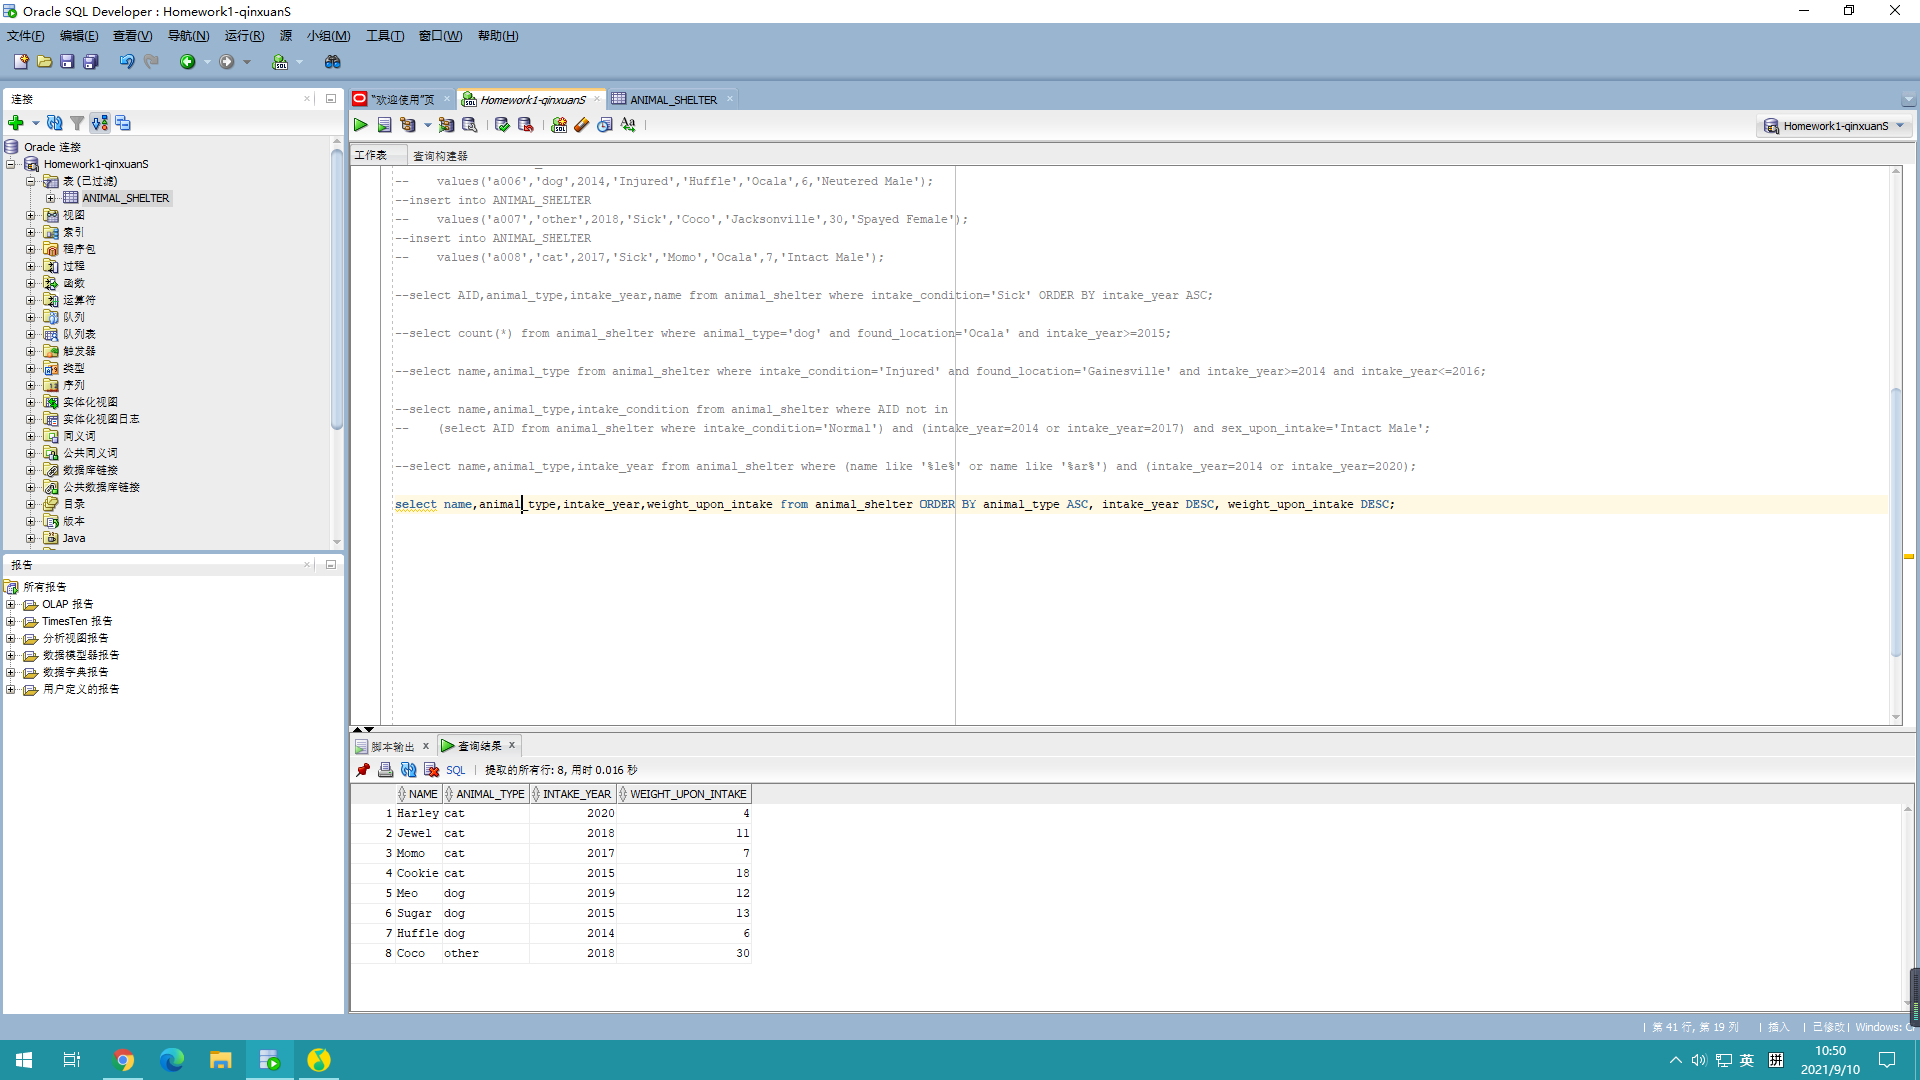 Oracle SQL Developer : Homework1-qinxuanS
文件(F) 编辑(E) 查看(V) 导航(N) 运行(R) 源 小组(M) 工具(T) 窗口(W) 帮助(H)
连接
Oracle 连接
Homework1-qinxuanS
表 (已过滤)
ANIMAL_SHELTER
视图
索引
程序包
过程
函数
运算符
队列
队列表
触发器
类型
序列
实体化视图
实体化视图日志
同义词
公共同义词
数据库链接
公共数据库链接
目录
版本
Java
报告
所有报告
OLAP 报告
TimesTen 报告
分析视图报告
数据模型器报告
数据字典报告
用户定义的报告
"欢迎使用"页 Homework1-qinxuanS ANIMAL_SHELTER
Homework1-qinxuanS
工作表 查询构建器
-- values('a006','dog',2014,'Injured','Huffle','Ocala',6,'Neutered Male');
--insert into ANIMAL_SHELTER
-- values('a007','other',2018,'Sick','Coco','Jacksonville',30,'Spayed Female');
--insert into ANIMAL_SHELTER
-- values('a008','cat',2017,'Sick','Momo','Ocala',7,'Intact Male');
--select AID,animal_type,intake_year,name from animal_shelter where intake_condition='Sick' ORDER BY intake_year ASC;
--select count(*) from animal_shelter where animal_type='dog' and found_location='Ocala' and intake_year>=2015;
--select name,animal_type from animal_shelter where intake_condition='Injured' and found_location='Gainesville' and intake_year>=2014 and intake_year<=2016;
--select name,animal_type,intake_condition from animal_shelter where AID not in
-- (select AID from animal_shelter where intake_condition='Normal') and (intake_year=2014 or intake_year=2017) and sex_upon_intake='Intact Male';
--select name,animal_type,intake_year from animal_shelter where (name like '%le%' or name like '%ar%') and (intake_year=2014 or intake_year=2020);
select name,animal_type,intake_year,weight_upon_intake from animal_shelter ORDER BY animal_type ASC, intake_year DESC, weight_upon_intake DESC;
脚本输出 x 查询结果 x
SQL 提取的所有行: 8, 用时 0.016 秒
NAME ANIMAL_TYPE INTAKE_YEAR WEIGHT_UPON_INTAKE
1 Harley cat 2020 4
2 Jewel cat 2018 11
3 Momo cat 2017 7
4 Cookie cat 2015 18
5 Meo dog 2019 12
6 Sugar dog 2015 13
7 Huffle dog 2014 6
8 Coco other 2018 30
第 41 行, 第 19 列 | 插入 | 已修改 | Windows: C
英 拼 10:50
2021/9/10